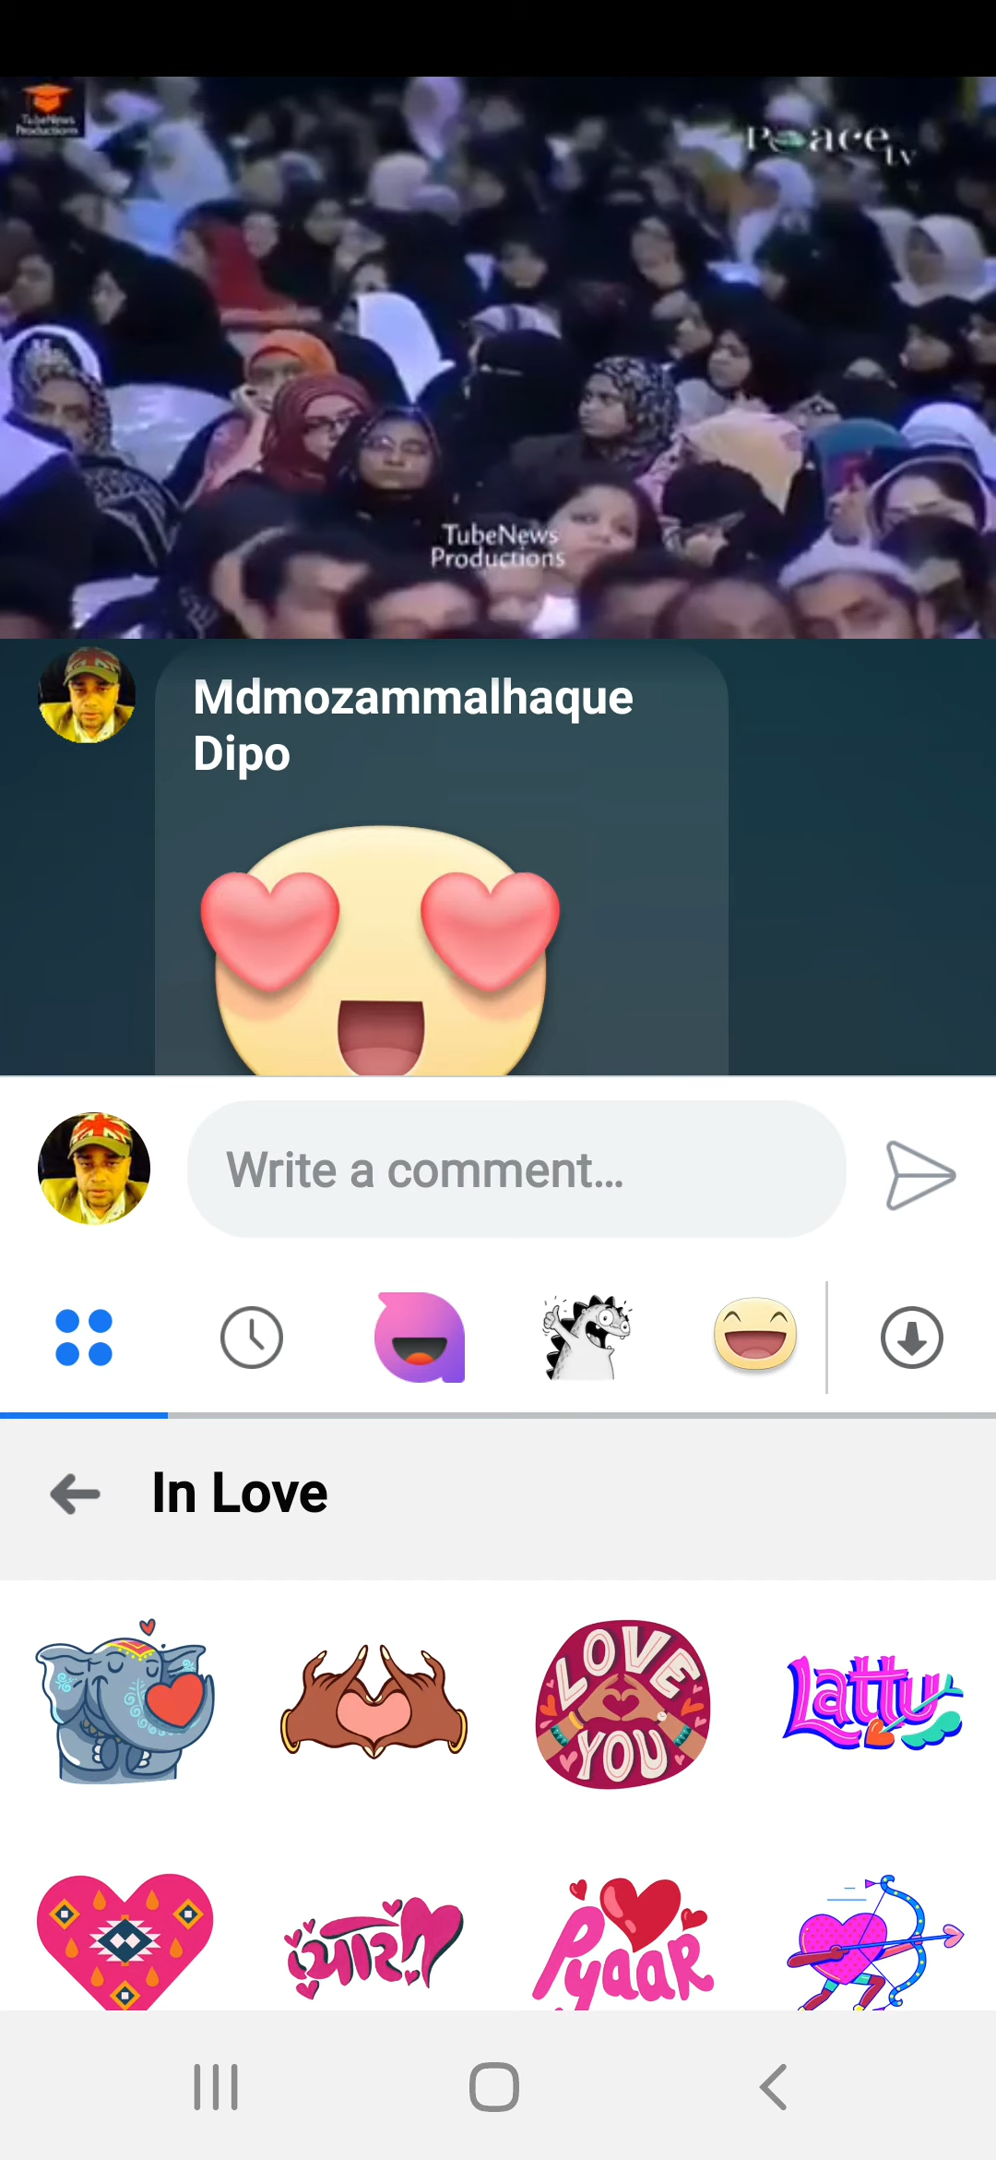 TubeNews
Productions
Peace
tv
TubeNews
Productions
Mdmozammalhaque
Dipo
Write a comment...
In Love
LOVE
YOU
Lattu
Pyaar